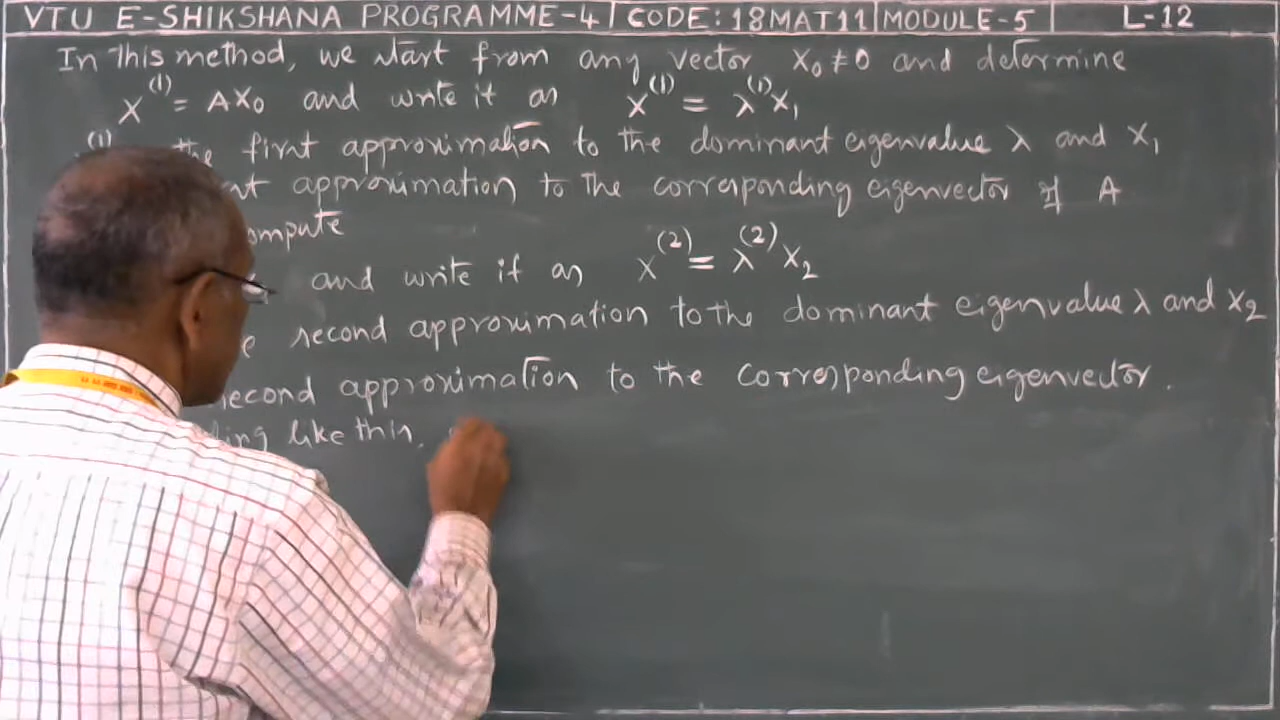 VTU E-SHIKSHANA PROGRAMME-4 | CODE: 18MAT11 | MODULE-5 | L-12
In this method, we start from any vector X₀ ≠ 0 and determine
X⁽¹⁾ = AX₀ and write it as X⁽¹⁾ = λ⁽¹⁾X₁
(1) the first approximation to the dominant eigenvalue λ and X₁
approximation to the corresponding eigenvector of A
and write it as X⁽²⁾ = λ⁽²⁾X₂
second approximation to the dominant eigenvalue λ and X₂
second approximation to the corresponding eigenvector.
like this,